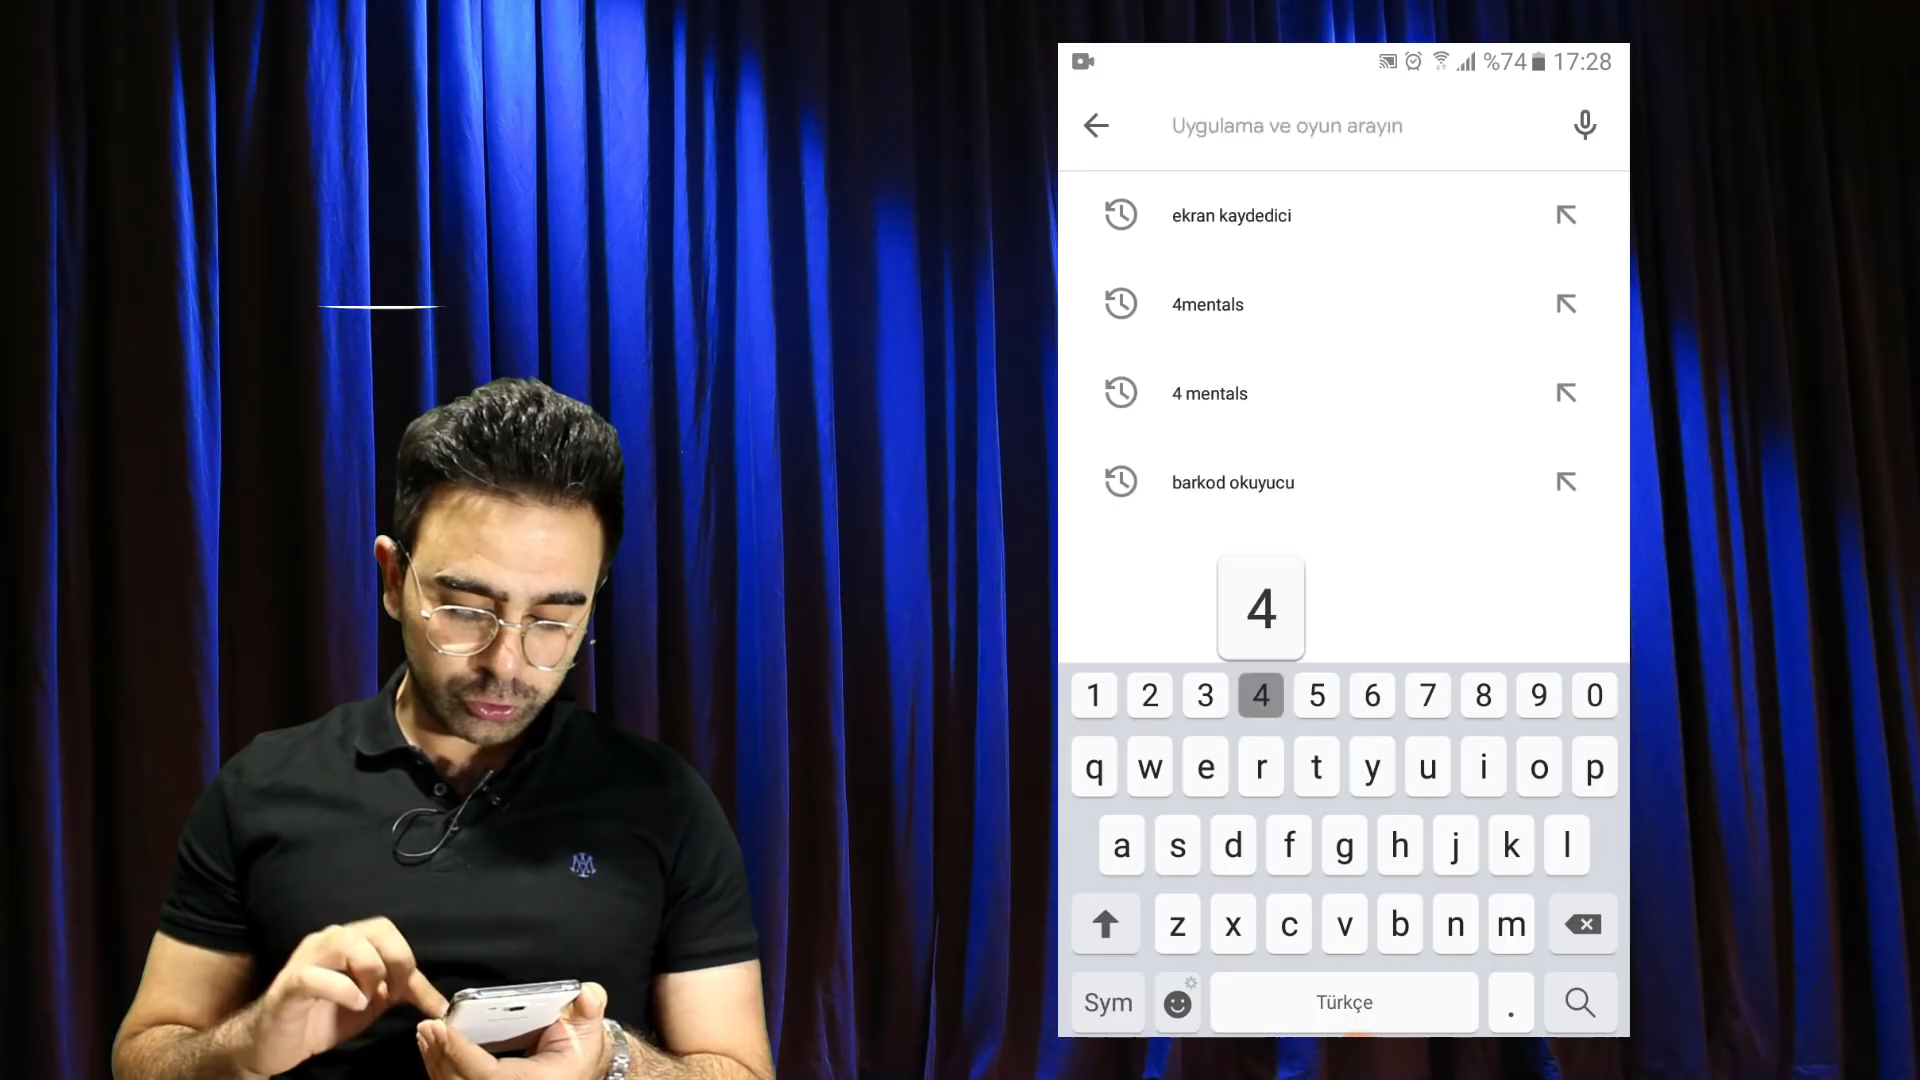 %74 17:28
Uygulama ve oyun arayın
ekran kaydedici
4mentals
4 mentals
barkod okuyucu
4
1 2 3 4 5 6 7 8 9 0
q w e r t y u i o p
a s d f g h j k l
z x c v b n m
Sym Türkçe .